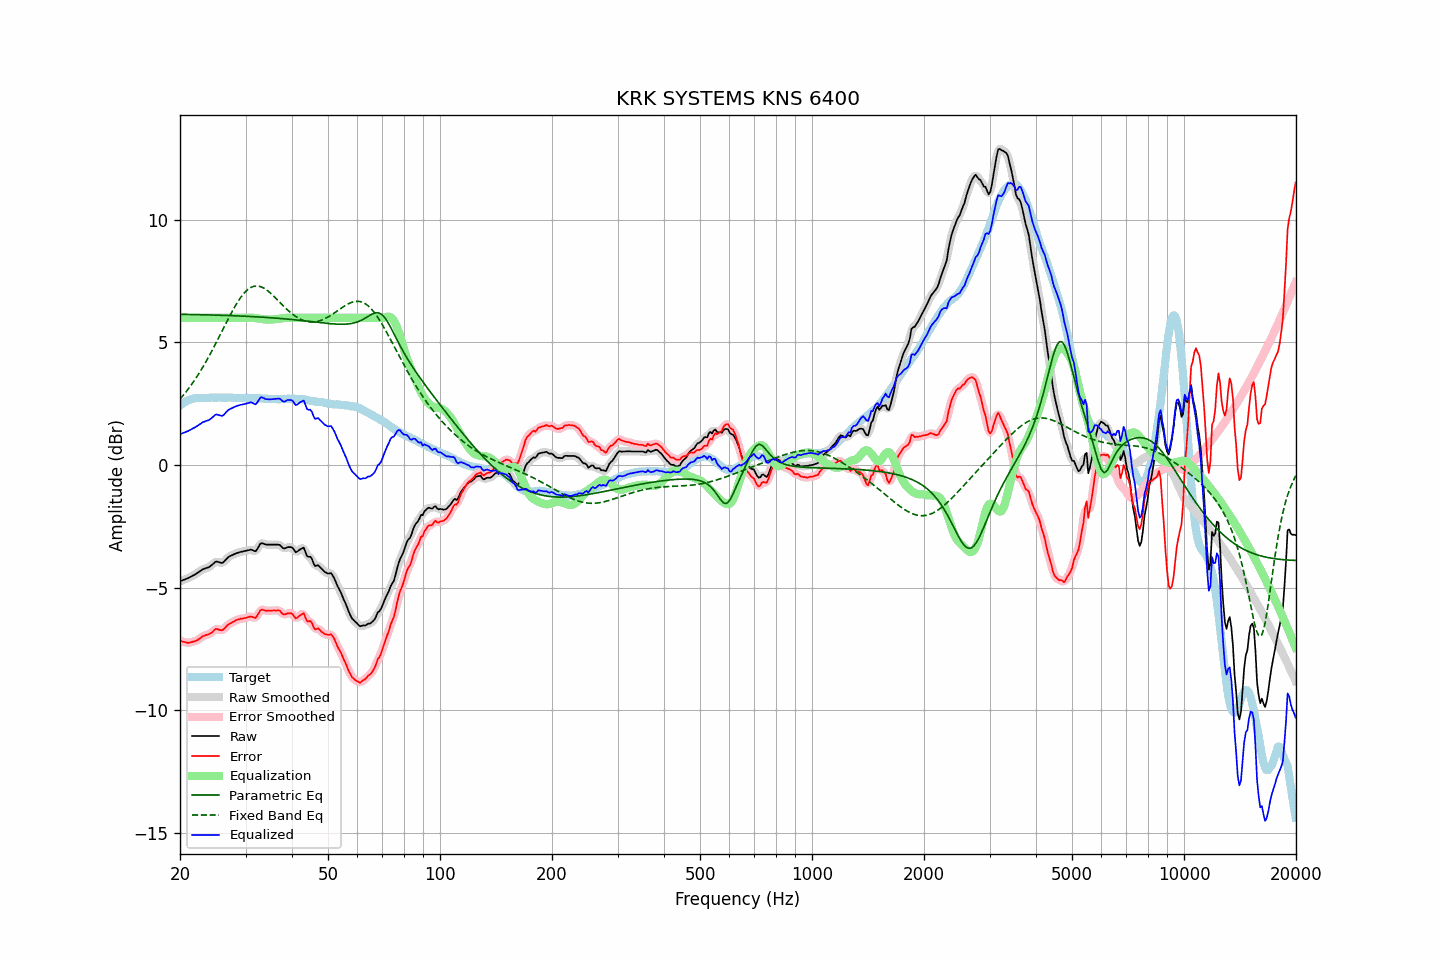 KRK SYSTEMS KNS 6400
Amplitude (dBr)
10
5
0
−5
−10
−15
Target
Raw Smoothed
Error Smoothed
Raw
Error
Equalization
Parametric Eq
Fixed Band Eq
Equalized
20 50 100 200 500 1000 2000 5000 10000 20000
Frequency (Hz)